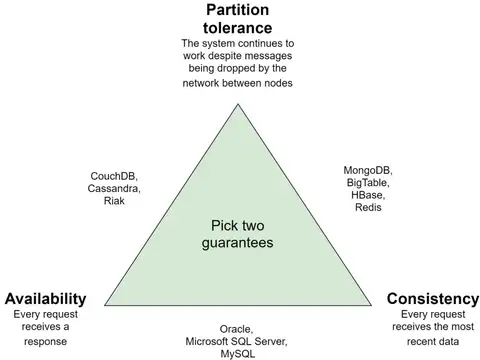 Partition
tolerance
The system continues to
work despite messages
being dropped by the
network between nodes
CouchDB,
Cassandra,
Riak
MongoDB,
BigTable,
HBase,
Redis
Pick two
guarantees
Availability
Every request
receives a
response
Consistency
Every request
receives the most
recent data
Oracle,
Microsoft SQL Server,
MySQL